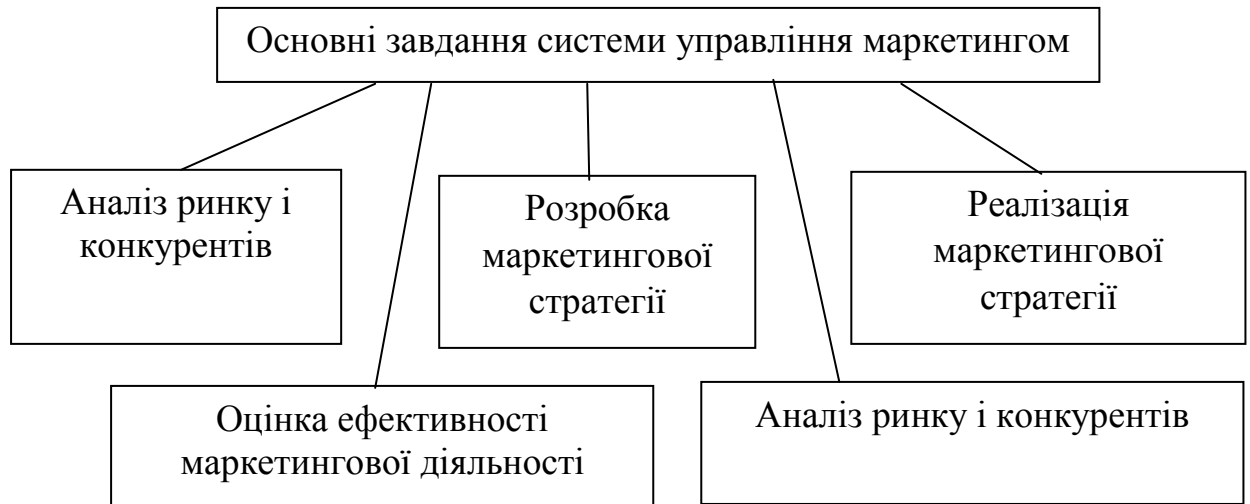 Основні завдання системи управління маркетингом
Аналіз ринку і
конкурентів
Розробка
маркетингової
стратегії
Реалізація
маркетингової
стратегії
Оцінка ефективності
маркетингової діяльності
Аналіз ринку і конкурентів